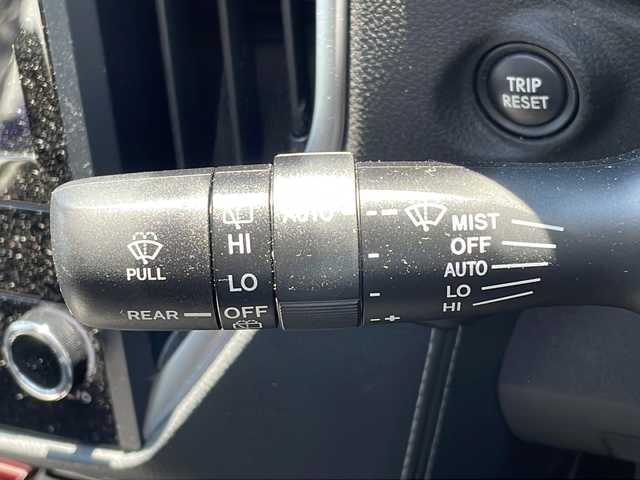 TRIP
RESET
AUTO
MIST
OFF
AUTO
LO
HI
HI
LO
OFF
PULL
REAR
- +